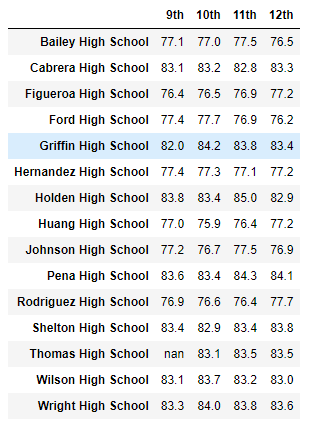 9th 10th 11th 12th
Bailey High School 77.1 77.0 77.5 76.5
Cabrera High School 83.1 83.2 82.8 83.3
Figueroa High School 76.4 76.5 76.9 77.2
Ford High School 77.4 77.7 76.9 76.2
Griffin High School 82.0 84.2 83.8 83.4
Hernandez High School 77.4 77.3 77.1 77.2
Holden High School 83.8 83.4 85.0 82.9
Huang High School 77.0 75.9 76.4 77.2
Johnson High School 77.2 76.7 77.5 76.9
Pena High School 83.6 83.4 84.3 84.1
Rodriguez High School 76.9 76.6 76.4 77.7
Shelton High School 83.4 82.9 83.4 83.8
Thomas High School nan 83.1 83.5 83.5
Wilson High School 83.1 83.7 83.2 83.0
Wright High School 83.3 84.0 83.8 83.6